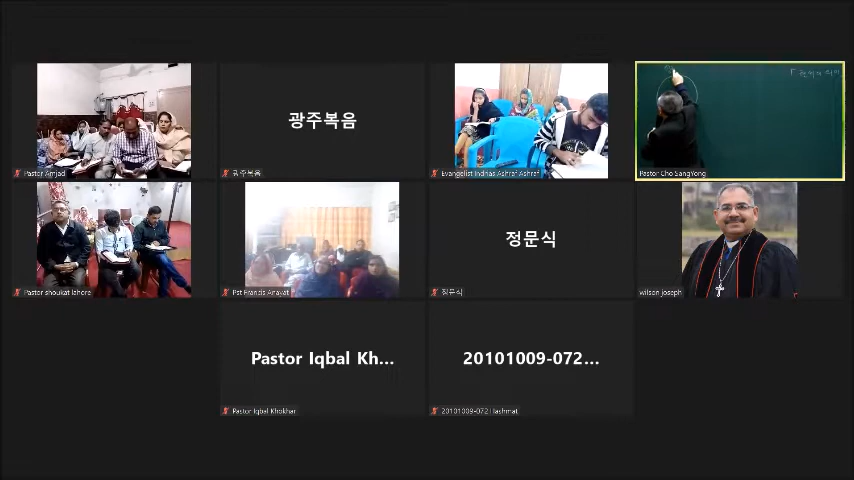 Pastor Amjad
광주복음
광주복음
Evangelist Indrias Ashraf Ashraf
Pastor Cho SangYong
Pastor shoukat lahore
Pst Francis Anayat
정문식
정문식
wilson joseph
Pastor Iqbal Kh...
Pastor Iqbal Khokhar
20101009-072...
20101009-072 Hashmat